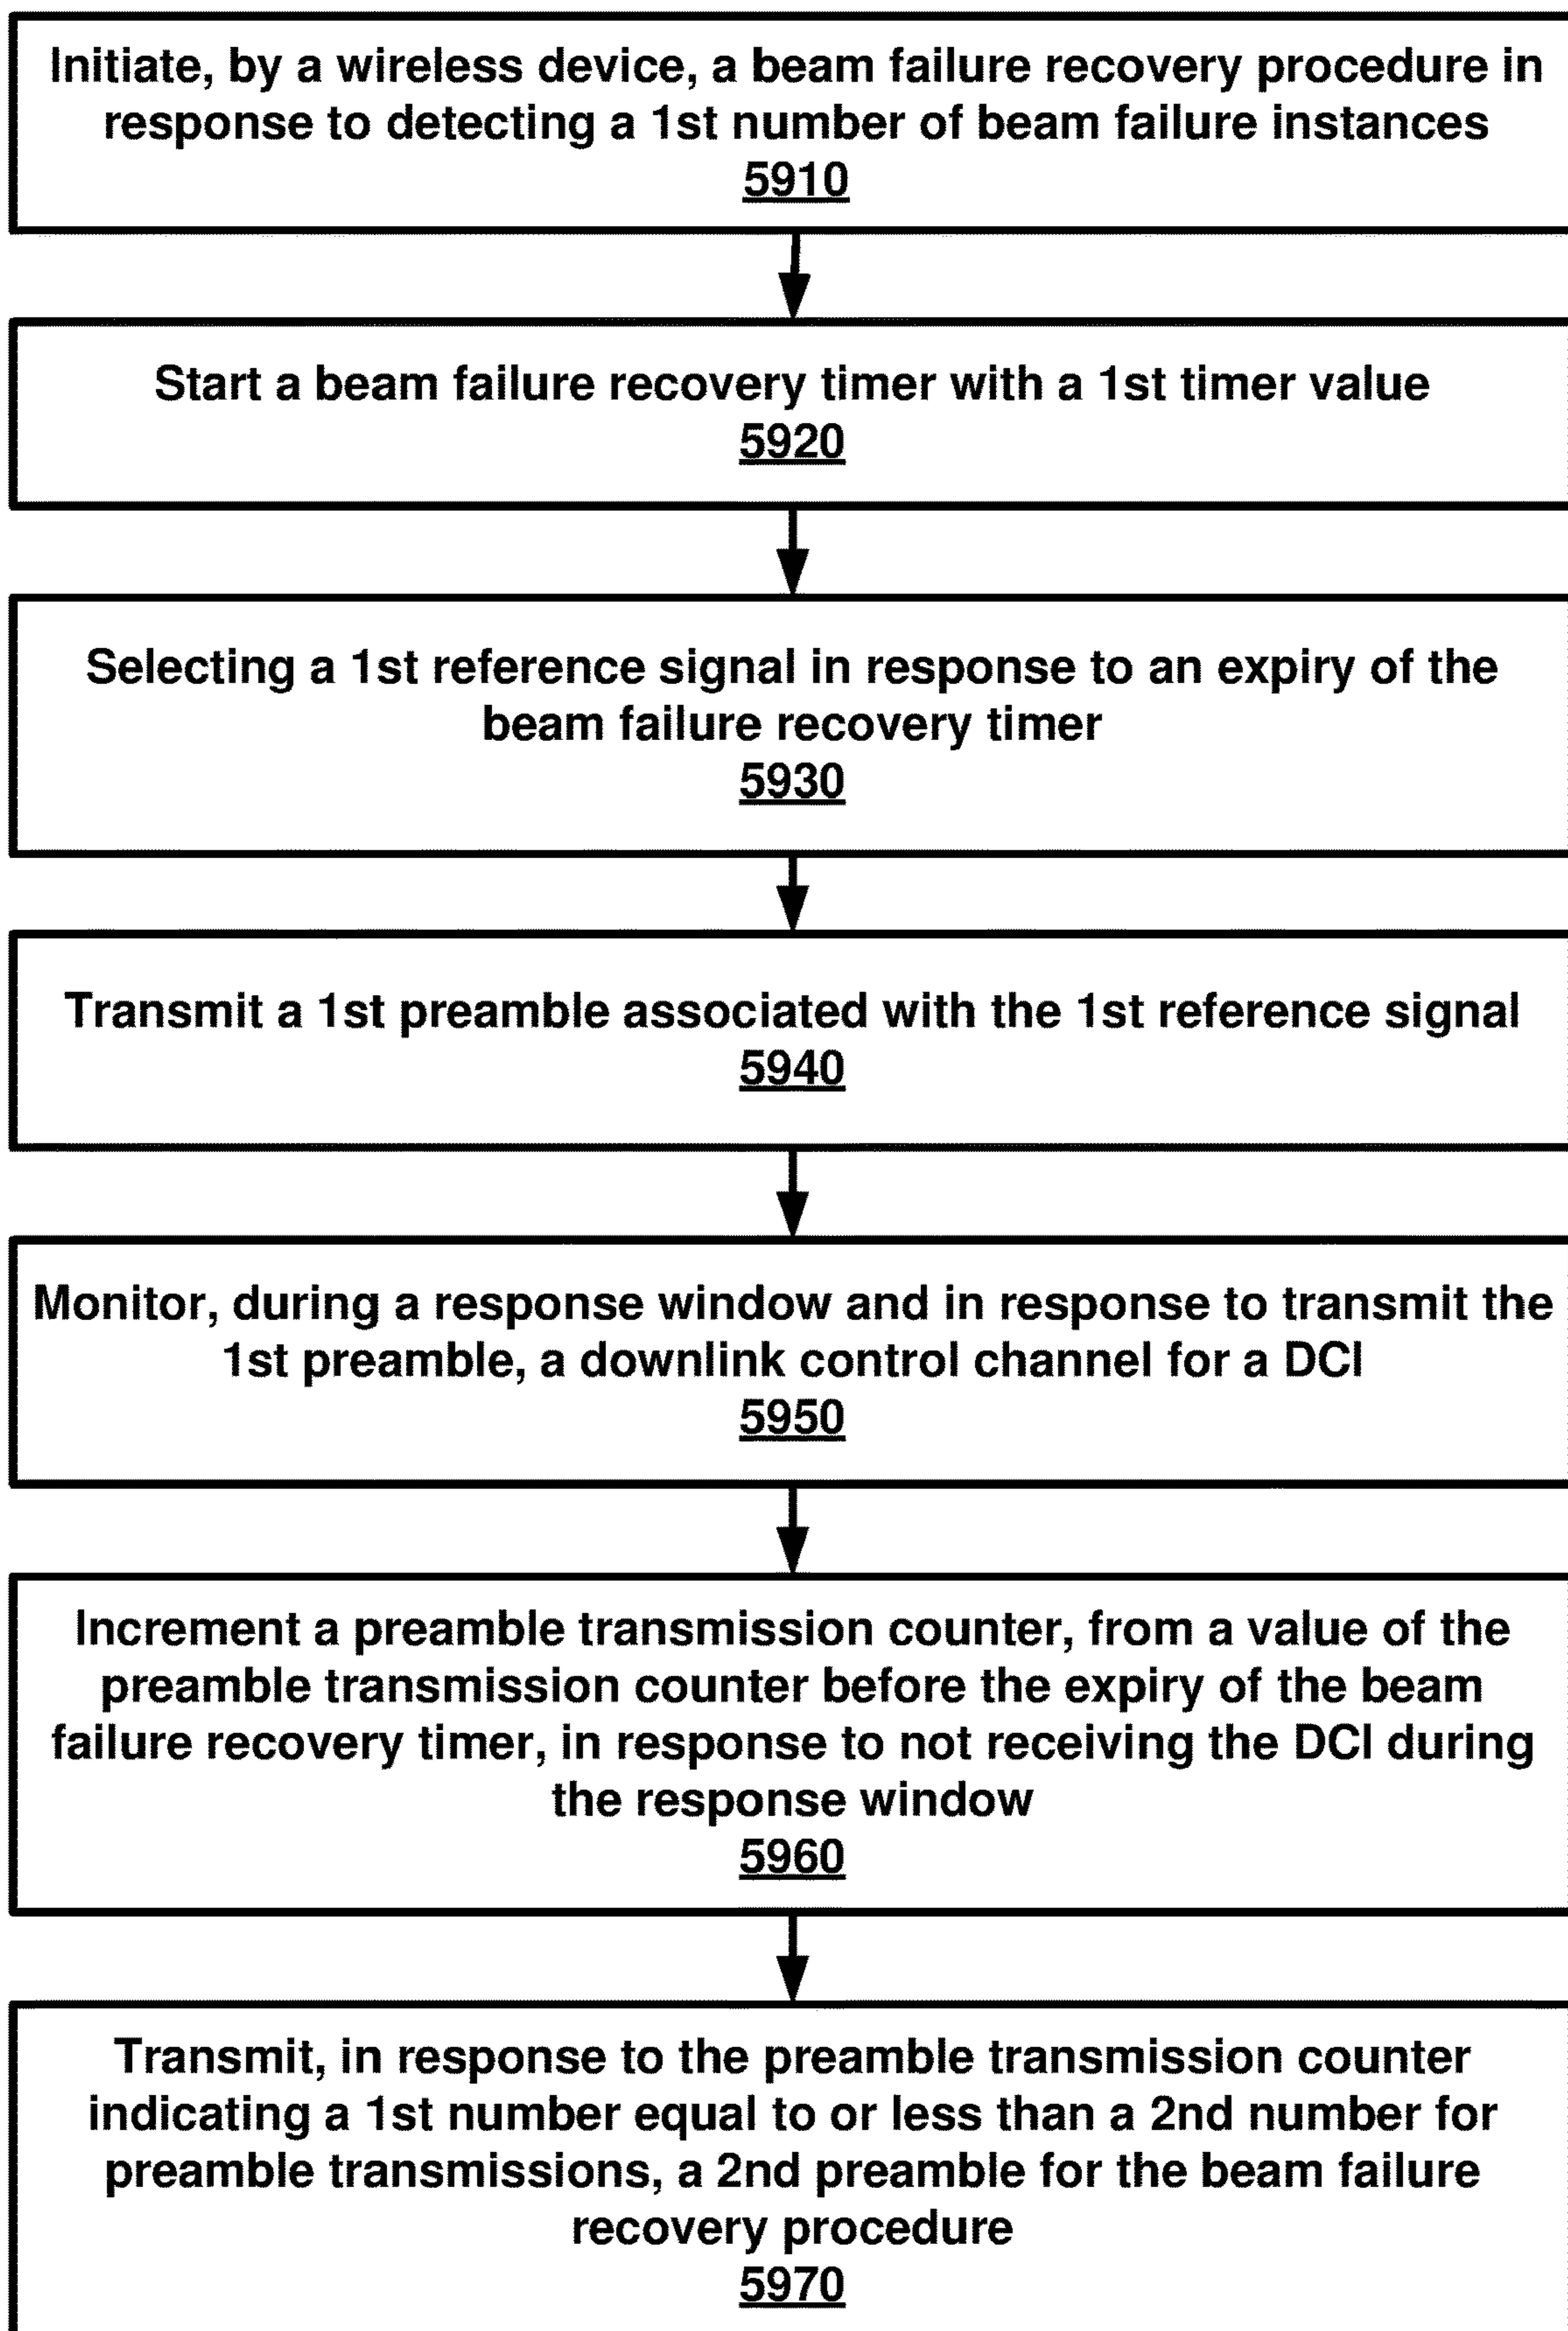 Initiate, by a wireless device, a beam failure recovery procedure in
response to detecting a 1st number of beam failure instances
5910
Start a beam failure recovery timer with a 1st timer value
5920
Selecting a 1st reference signal in response to an expiry of the
beam failure recovery timer
5930
Transmit a 1st preamble associated with the 1st reference signal
5940
Monitor, during a response window and in response to transmit the
1st preamble, a downlink control channel for a DCI
5950
Increment a preamble transmission counter, from a value of the
preamble transmission counter before the expiry of the beam
failure recovery timer, in response to not receiving the DCI during
the response window
5960
Transmit, in response to the preamble transmission counter
indicating a 1st number equal to or less than a 2nd number for
preamble transmissions, a 2nd preamble for the beam failure
recovery procedure
5970